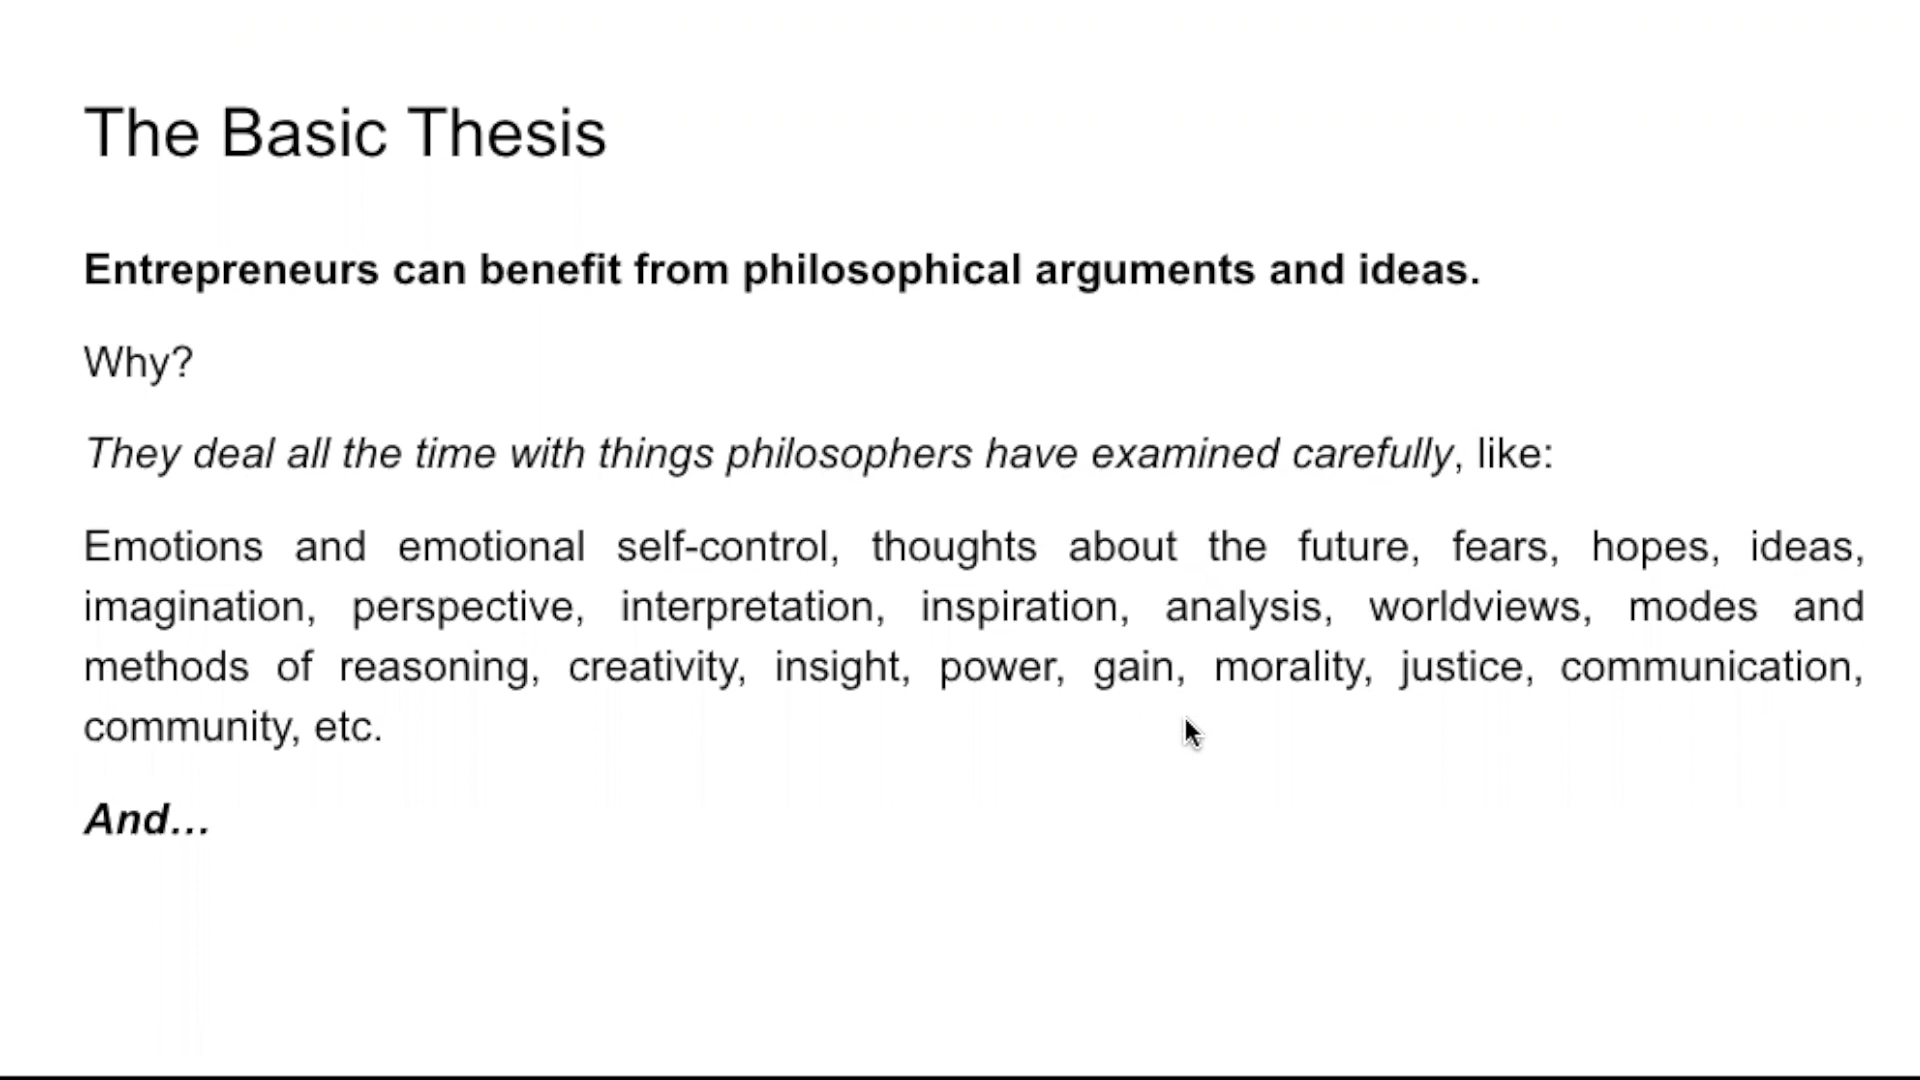 The Basic Thesis
Entrepreneurs can benefit from philosophical arguments and ideas.
Why?
They deal all the time with things philosophers have examined carefully, like:
Emotions and emotional self-control, thoughts about the future, fears, hopes, ideas,
imagination, perspective, interpretation, inspiration, analysis, worldviews, modes and
methods of reasoning, creativity, insight, power, gain, morality, justice, communication,
community, etc.
And…